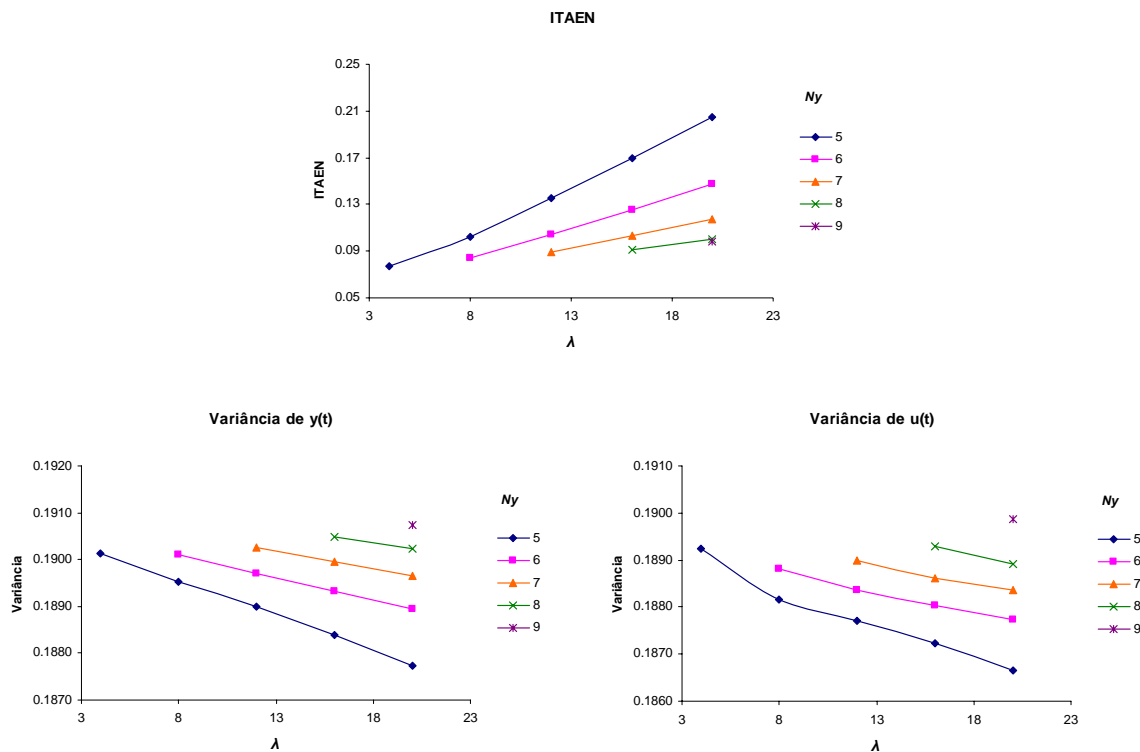 ITAEN
0.25
0.21
0.17
0.13
0.09
0.05
ITAEN
3 8 13 18 23
λ
Ny
5
6
7
8
9
Variância de y(t)
0.1920
0.1910
0.1900
0.1890
0.1880
0.1870
Variância
3 8 13 18 23
λ
Ny
5
6
7
8
9
Variância de u(t)
0.1910
0.1900
0.1890
0.1880
0.1870
0.1860
Variância
3 8 13 18 23
λ
Ny
5
6
7
8
9